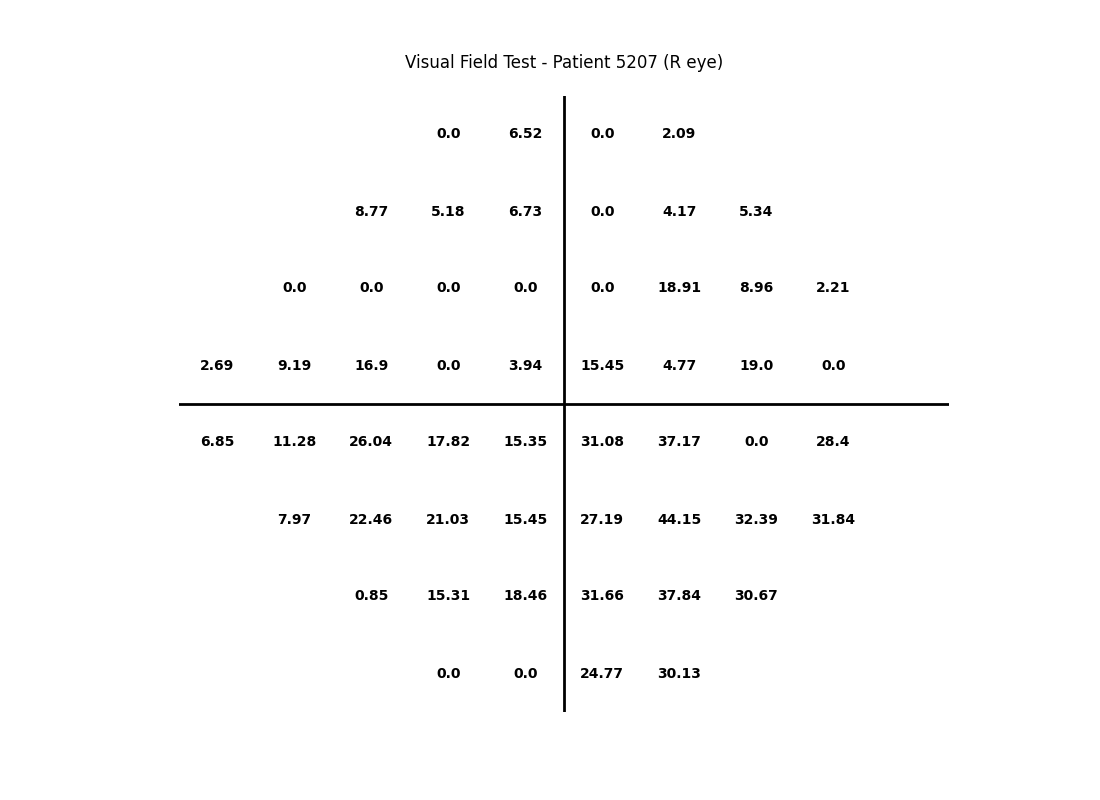 Visual Field Test - Patient 5207 (R eye)
0.0 6.52 0.0 2.09
8.77 5.18 6.73 0.0 4.17 5.34
0.0 0.0 0.0 0.0 0.0 18.91 8.96 2.21
2.69 9.19 16.9 0.0 3.94 15.45 4.77 19.0 0.0
6.85 11.28 26.04 17.82 15.35 31.08 37.17 0.0 28.4
7.97 22.46 21.03 15.45 27.19 44.15 32.39 31.84
0.85 15.31 18.46 31.66 37.84 30.67
0.0 0.0 24.77 30.13